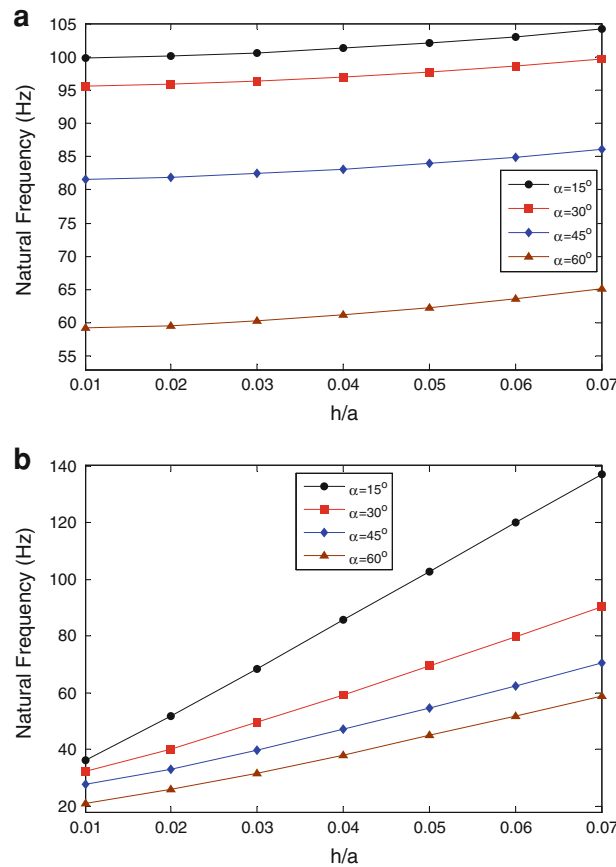 a
Natural Frequency (Hz)
105
100
95
90
85
80
75
70
65
60
55
α=15°
α=30°
α=45°
α=60°
0.01 0.02 0.03 0.04 0.05 0.06 0.07
h/a
b
Natural Frequency (Hz)
140
120
100
80
60
40
20
α=15°
α=30°
α=45°
α=60°
0.01 0.02 0.03 0.04 0.05 0.06 0.07
h/a